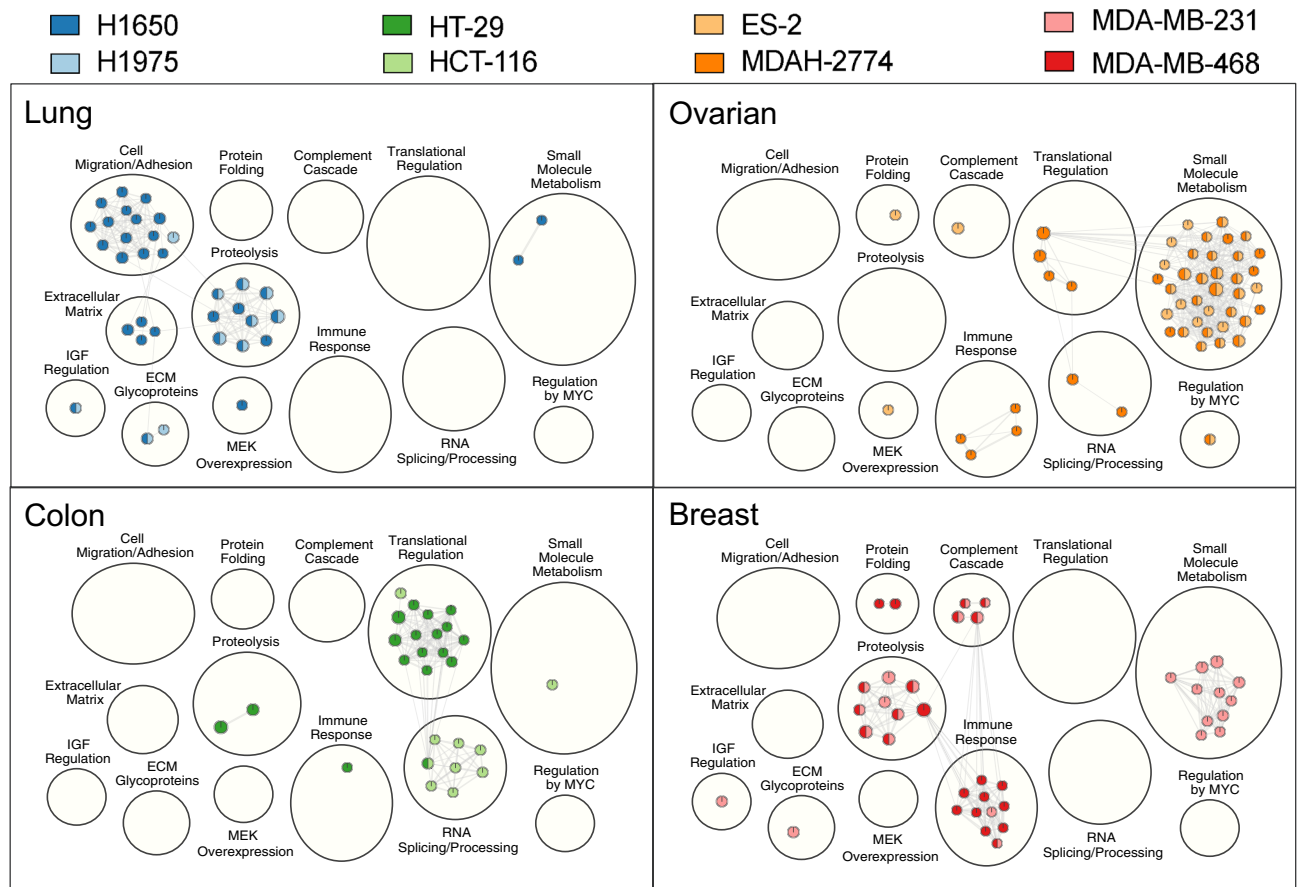 H1650
HT-29
ES-2
MDA-MB-231
H1975
HCT-116
MDAH-2774
MDA-MB-468
Lung
Cell
Migration/Adhesion
Protein
Folding
Complement
Cascade
Translational
Regulation
Small
Molecule
Metabolism
Proteolysis
Extracellular
Matrix
Immune
Response
IGF
Regulation
ECM
Glycoproteins
MEK
Overexpression
RNA
Splicing/Processing
Regulation
by MYC
Ovarian
Cell
Migration/Adhesion
Protein
Folding
Complement
Cascade
Translational
Regulation
Small
Molecule
Metabolism
Proteolysis
Extracellular
Matrix
Immune
Response
IGF
Regulation
ECM
Glycoproteins
MEK
Overexpression
RNA
Splicing/Processing
Regulation
by MYC
Colon
Cell
Migration/Adhesion
Protein
Folding
Complement
Cascade
Translational
Regulation
Small
Molecule
Metabolism
Proteolysis
Extracellular
Matrix
Immune
Response
IGF
Regulation
ECM
Glycoproteins
MEK
Overexpression
RNA
Splicing/Processing
Regulation
by MYC
Breast
Cell
Migration/Adhesion
Protein
Folding
Complement
Cascade
Translational
Regulation
Small
Molecule
Metabolism
Proteolysis
Extracellular
Matrix
Immune
Response
IGF
Regulation
ECM
Glycoproteins
MEK
Overexpression
RNA
Splicing/Processing
Regulation
by MYC